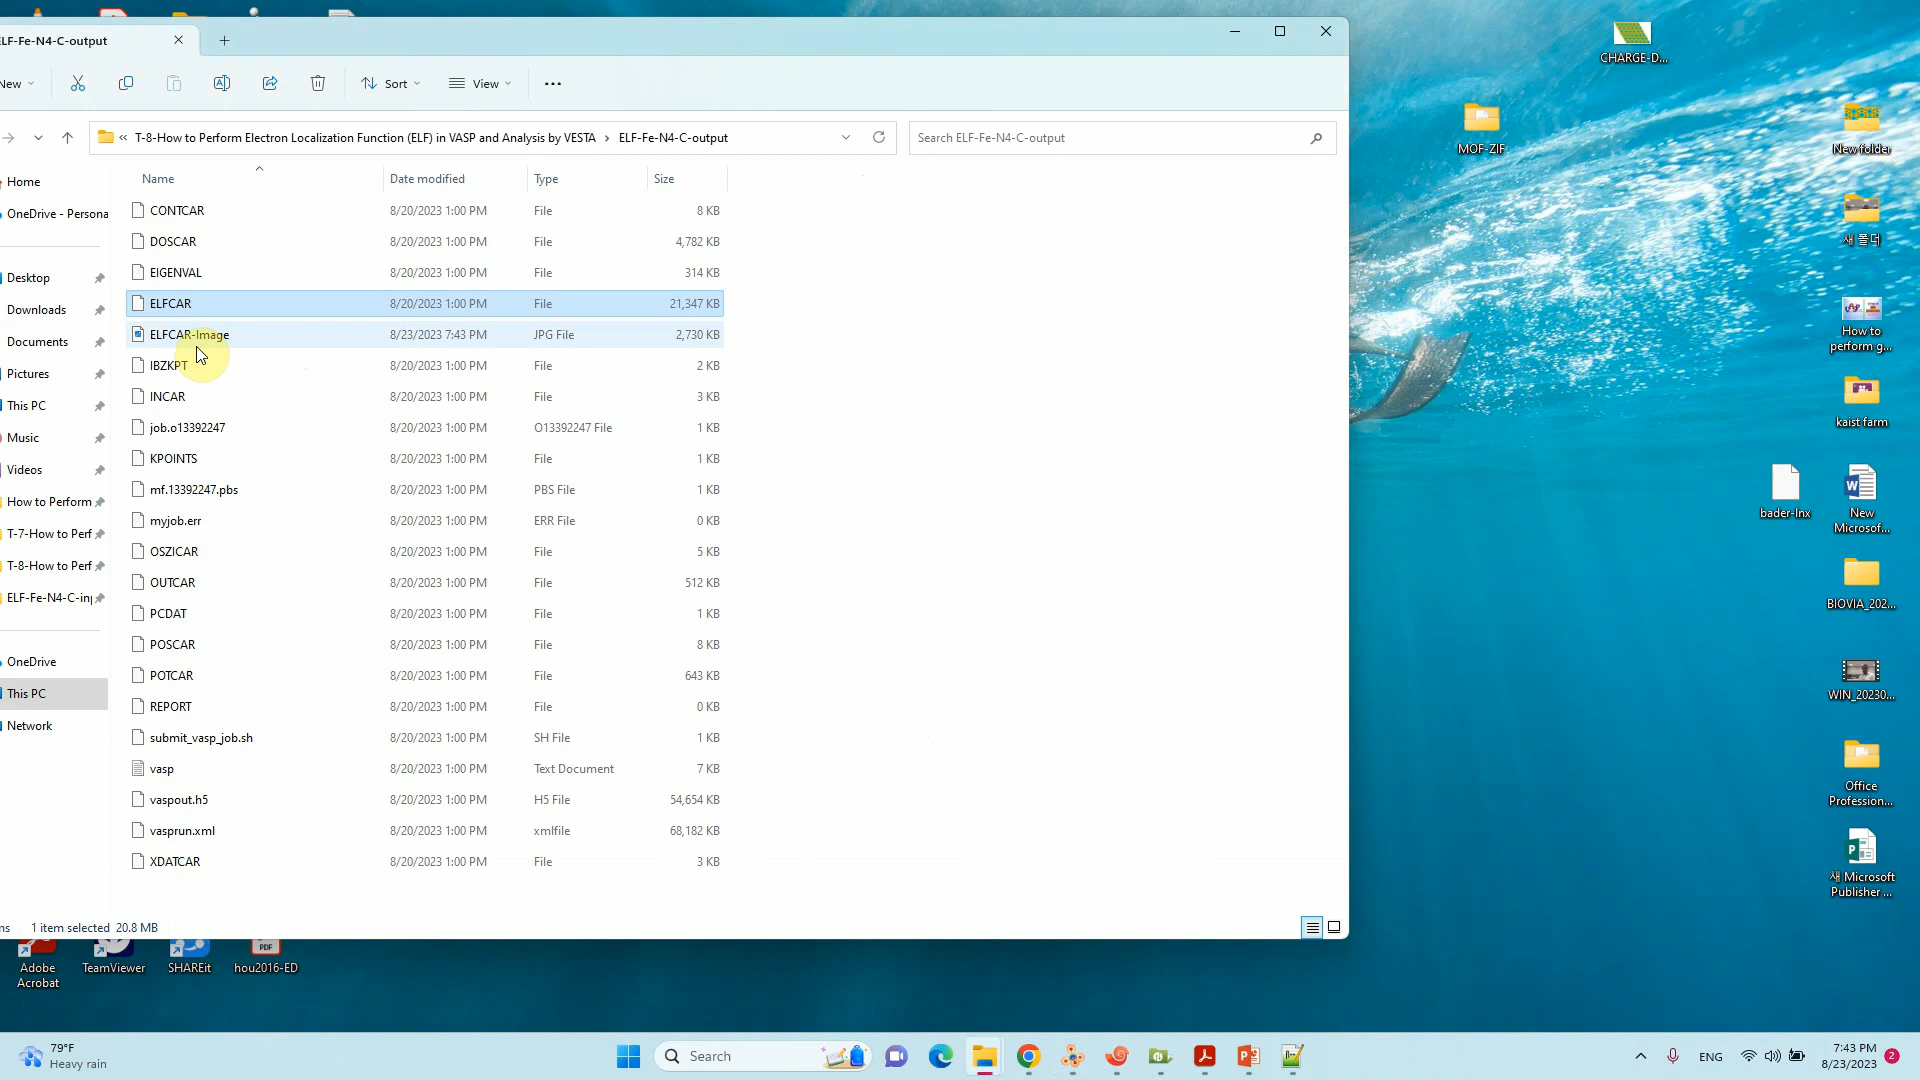 ELF-Fe-N4-C-output
New
Sort
View
T-8-How to Perform Electron Localization Function (ELF) in VASP and Analysis by VESTA
ELF-Fe-N4-C-output
Search ELF-Fe-N4-C-output
Name Date modified Type Size
CONTCAR 8/20/2023 1:00 PM File 8 KB
DOSCAR 8/20/2023 1:00 PM File 4,782 KB
EIGENVAL 8/20/2023 1:00 PM File 314 KB
ELFCAR 8/20/2023 1:00 PM File 21,347 KB
ELFCAR-Image 8/23/2023 7:43 PM JPG File 2,730 KB
IBZKPT 8/20/2023 1:00 PM File 2 KB
INCAR 8/20/2023 1:00 PM File 3 KB
job.o13392247 8/20/2023 1:00 PM O13392247 File 1 KB
KPOINTS 8/20/2023 1:00 PM File 1 KB
mf.13392247.pbs 8/20/2023 1:00 PM PBS File 1 KB
myjob.err 8/20/2023 1:00 PM ERR File 0 KB
OSZICAR 8/20/2023 1:00 PM File 5 KB
OUTCAR 8/20/2023 1:00 PM File 512 KB
PCDAT 8/20/2023 1:00 PM File 1 KB
POSCAR 8/20/2023 1:00 PM File 8 KB
POTCAR 8/20/2023 1:00 PM File 643 KB
REPORT 8/20/2023 1:00 PM File 0 KB
submit_vasp_job.sh 8/20/2023 1:00 PM SH File 1 KB
vasp 8/20/2023 1:00 PM Text Document 7 KB
vaspout.h5 8/20/2023 1:00 PM H5 File 54,654 KB
vasprun.xml 8/20/2023 1:00 PM xmlfile 68,182 KB
XDATCAR 8/20/2023 1:00 PM File 3 KB
Home
OneDrive - Persona
Desktop
Downloads
Documents
Pictures
This PC
Music
Videos
How to Perform
T-7-How to Perf
T-8-How to Perf
ELF-Fe-N4-C-inp
OneDrive
This PC
Network
ms 1 item selected 20.8 MB
CHARGE-D...
MOF-ZIF
New folder
새 폴더
How to
perform g...
kaist farm
bader-lnx
New
Microsof...
BIOVIA_202...
WIN_20230...
Office
Profession...
새 Microsoft
Publisher ...
Adobe
Acrobat
TeamViewer
SHAREit
PDF
hou2016-ED
79°F
Heavy rain
Search
ENG
7:43 PM
8/23/2023
2